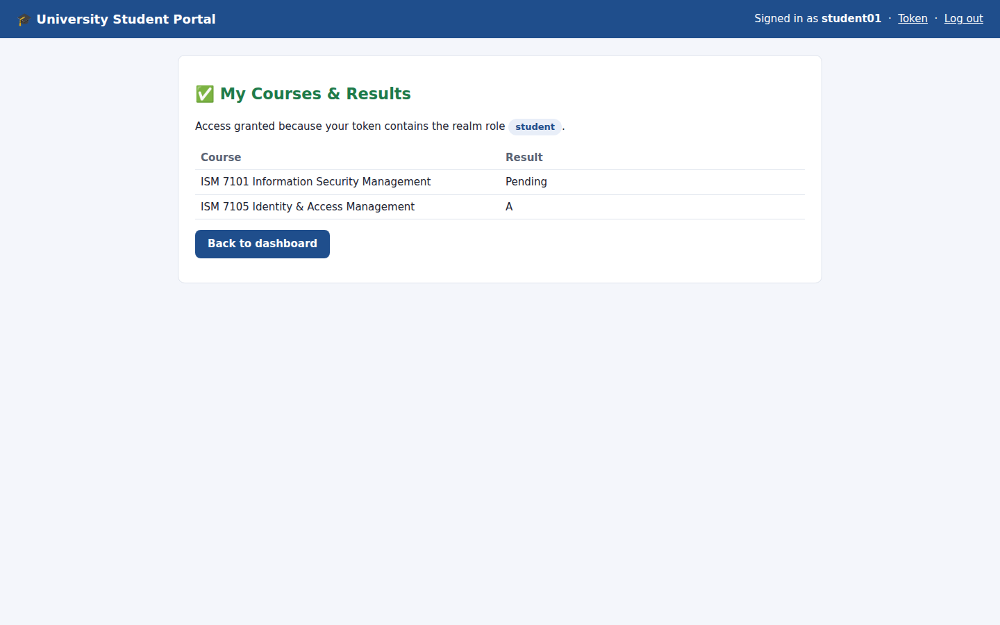 🎓 University Student Portal
Signed in as student01 · Token · Log out
✅ My Courses & Results
Access granted because your token contains the realm role student.
Course Result
ISM 7101 Information Security Management Pending
ISM 7105 Identity & Access Management A
Back to dashboard